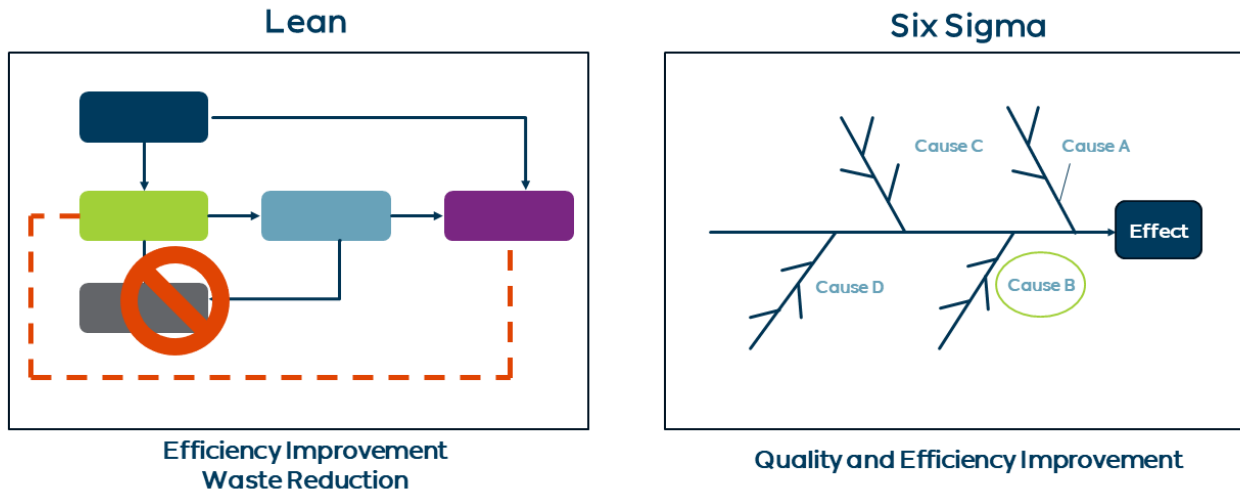 Lean
Efficiency Improvement
Waste Reduction
Six Sigma
Cause C
Cause A
Effect
Cause D
Cause B
Quality and Efficiency Improvement